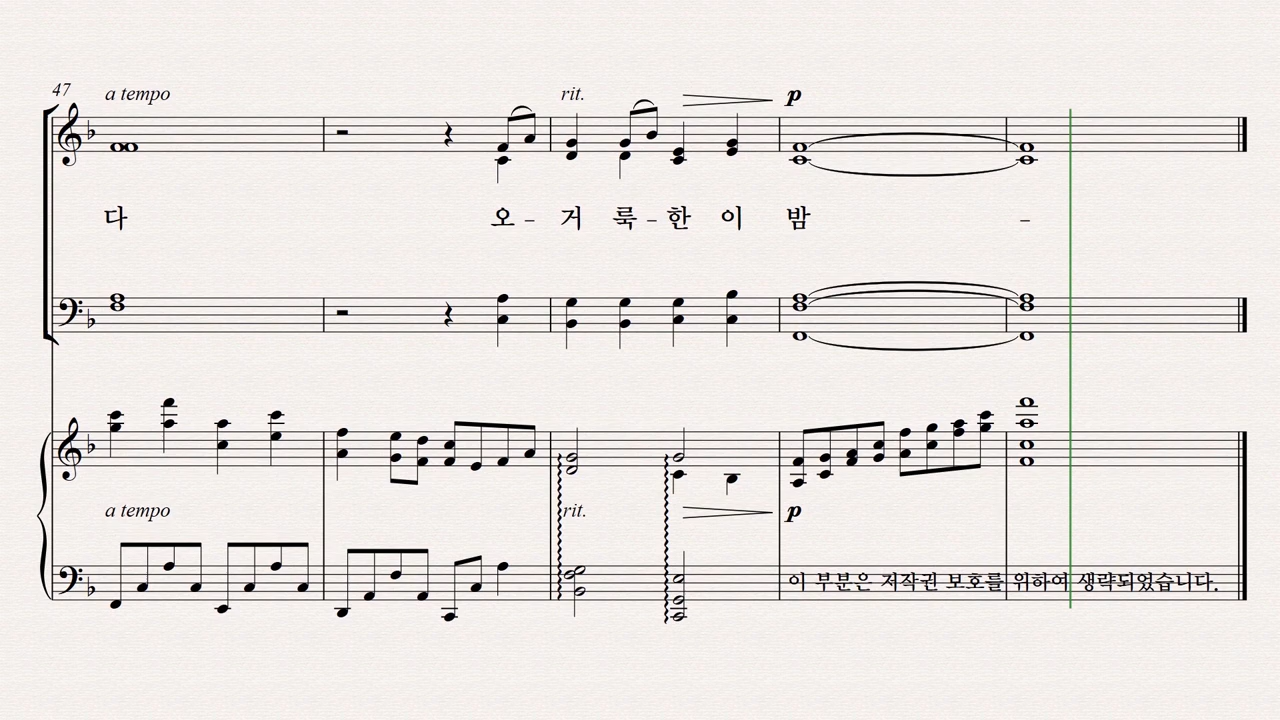 47 a tempo rit. p
다 오 - 거 룩 - 한 이 밤 -
a tempo rit. p
이 부분은 저작권 보호를 위하여 생략되었습니다.